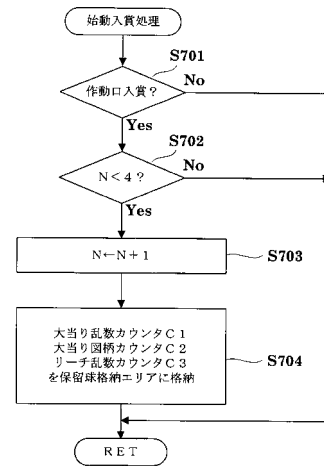 始動入賞処理
S701
作動口入賞？
No
Yes
S702
N＜4？
No
Yes
N←N＋1
S703
大当り乱数カウンタC1
大当り図柄カウンタC2
リーチ乱数カウンタC3
を保留球格納エリアに格納
S704
RET